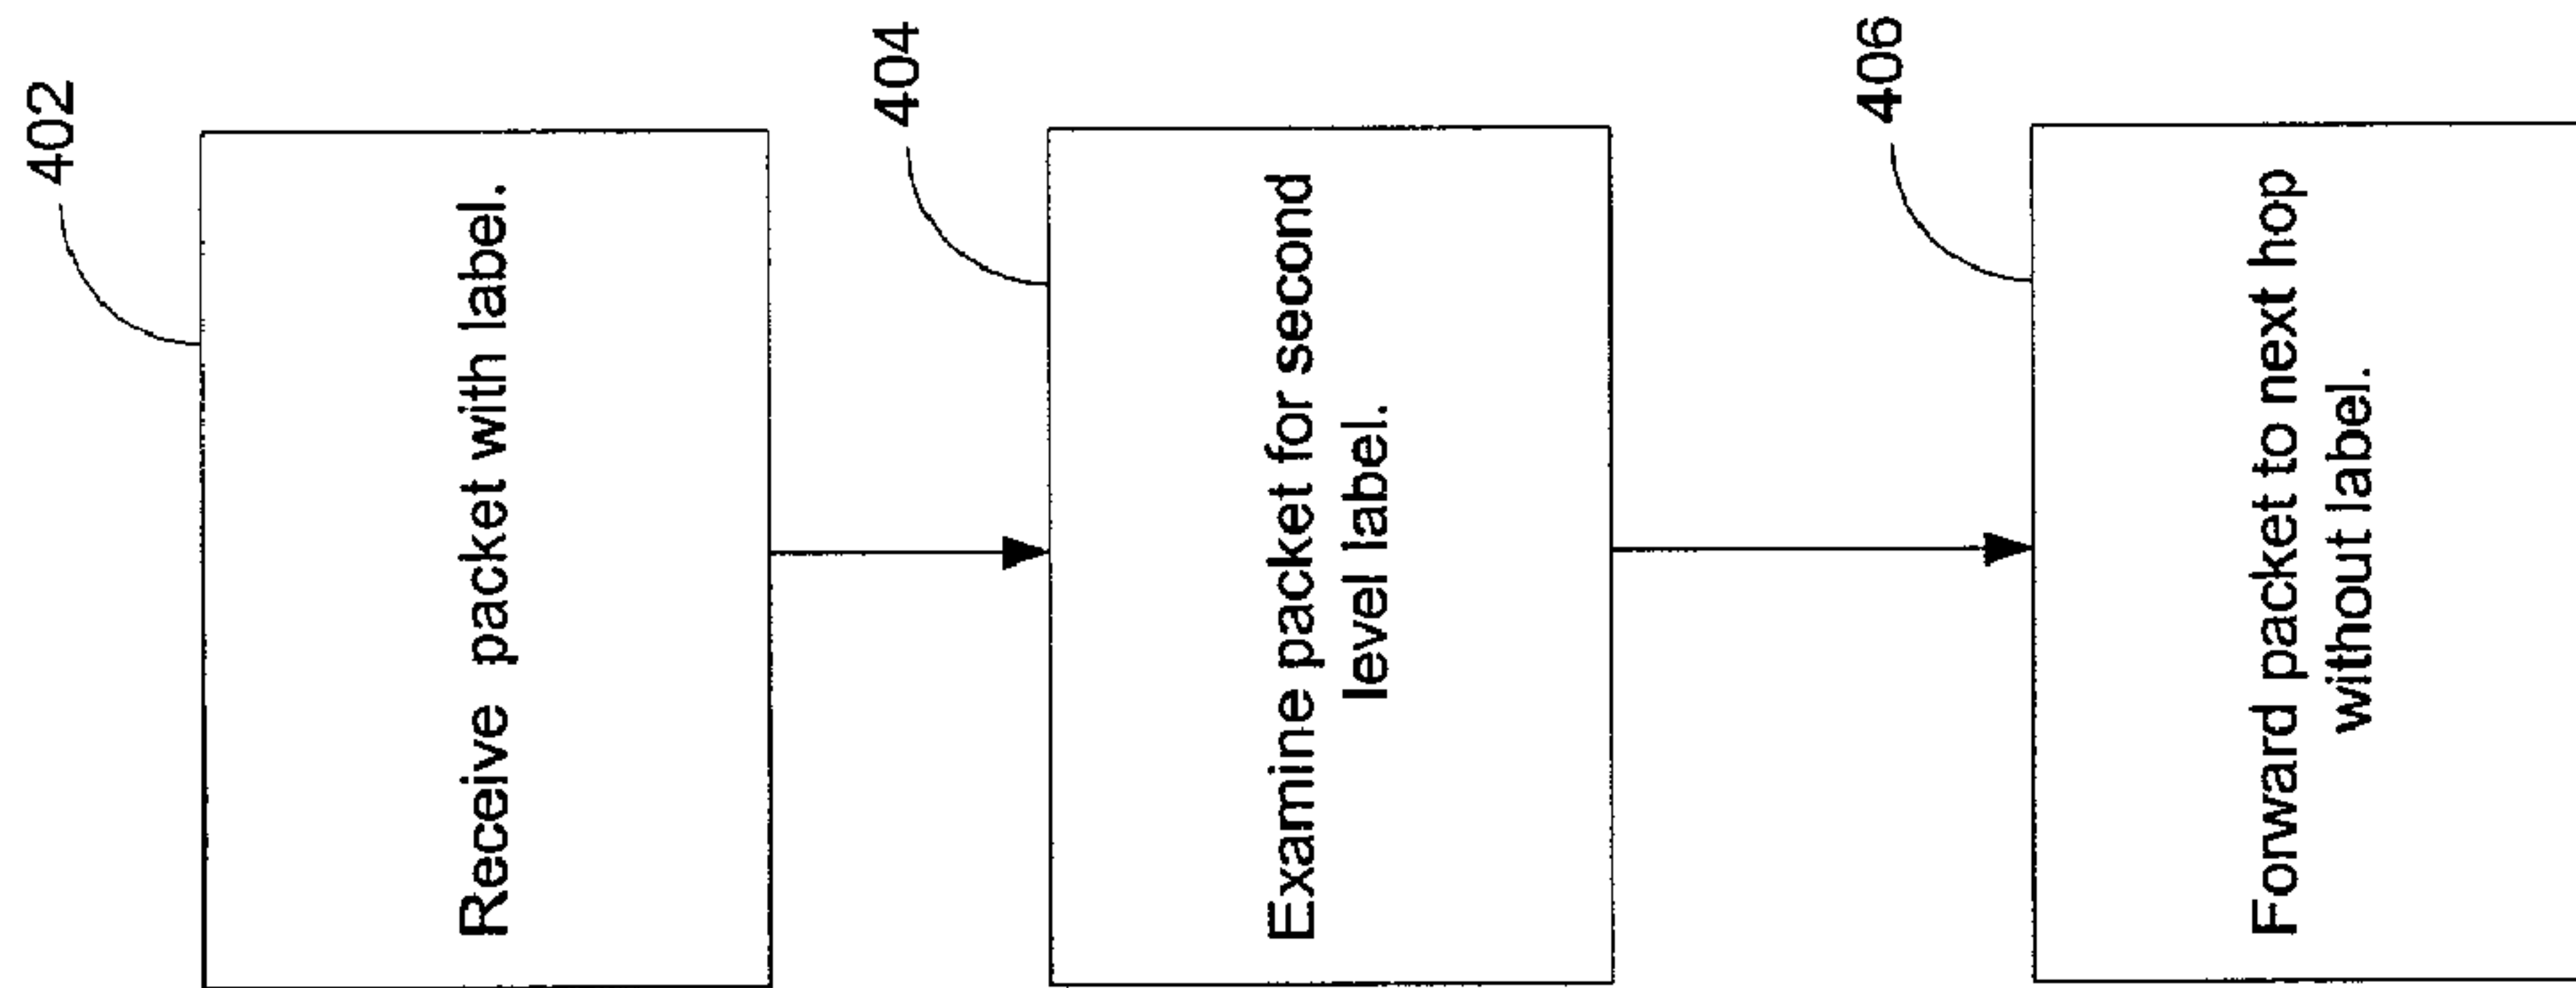 402
Receive packet with label.
404
Examine packet for second
level label.
406
Forward packet to next hop
without label.